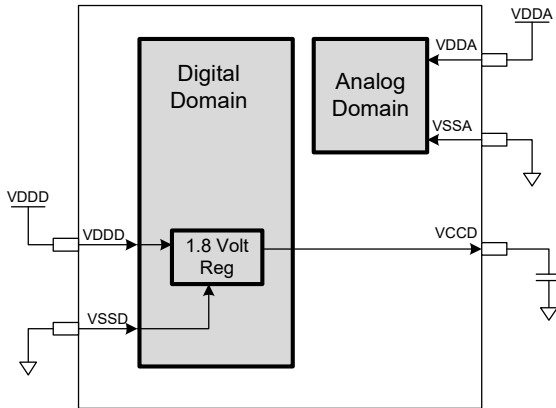 VDDA
VDDA
Digital
Domain
Analog
Domain
VSSA
VDDD
VDDD
1.8 Volt
Reg
VCCD
VSSD